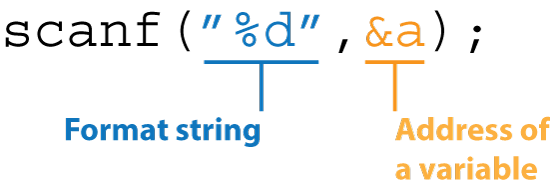 scanf("%d",&a);
Format string
Address of
a variable